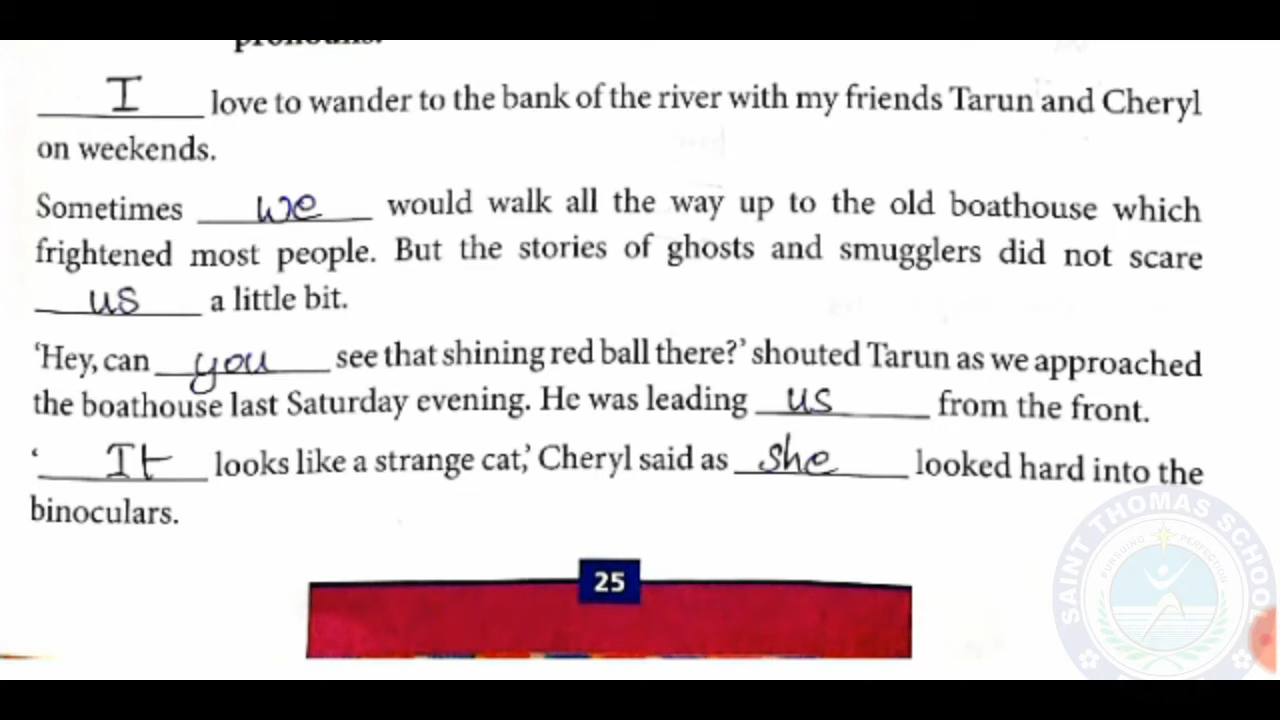 pronouns.
I love to wander to the bank of the river with my friends Tarun and Cheryl
on weekends.
Sometimes we would walk all the way up to the old boathouse which
frightened most people. But the stories of ghosts and smugglers did not scare
us a little bit.
‘Hey, can you see that shining red ball there?’ shouted Tarun as we approached
the boathouse last Saturday evening. He was leading us from the front.
‘It looks like a strange cat,’ Cheryl said as she looked hard into the
binoculars.
25
SAINT THOMAS SCHOOL
PURSUING PERFECTION